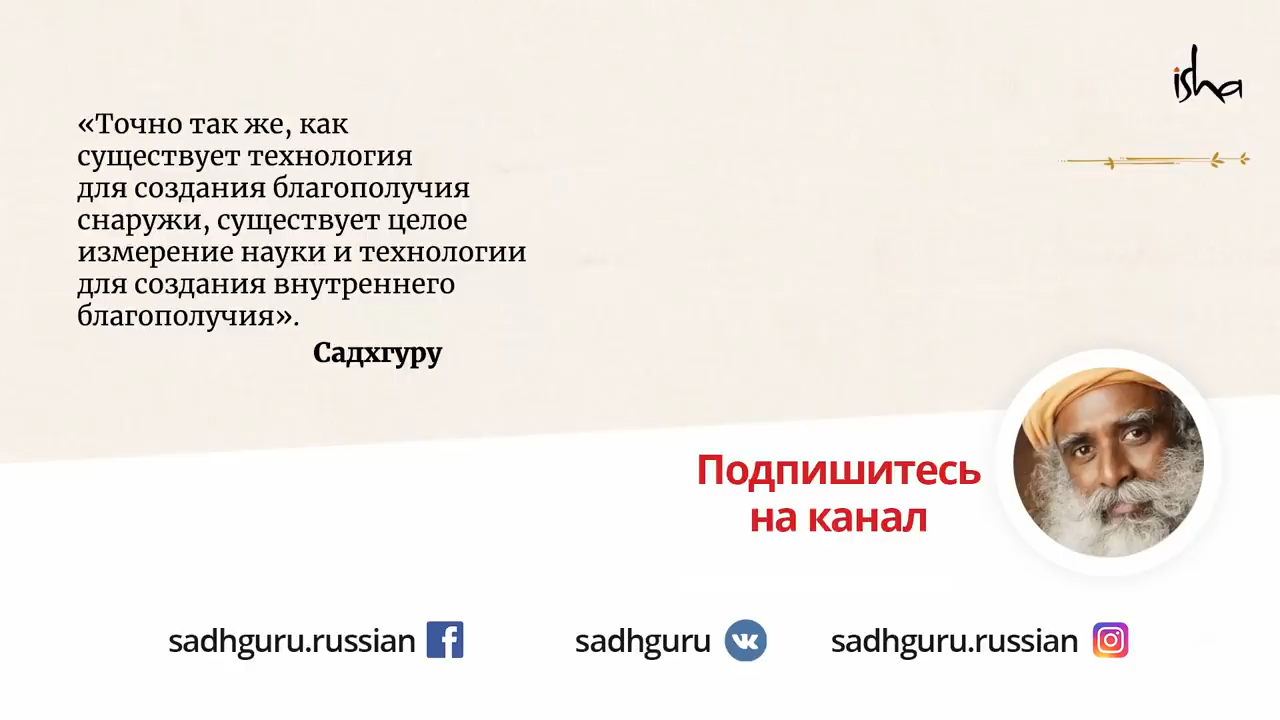 isha
«Точно так же, как
существует технология
для создания благополучия
снаружи, существует целое
измерение науки и технологии
для создания внутреннего
благополучия».
Садхгуру
Подпишитесь
на канал
sadhguru.russian
sadhguru
sadhguru.russian